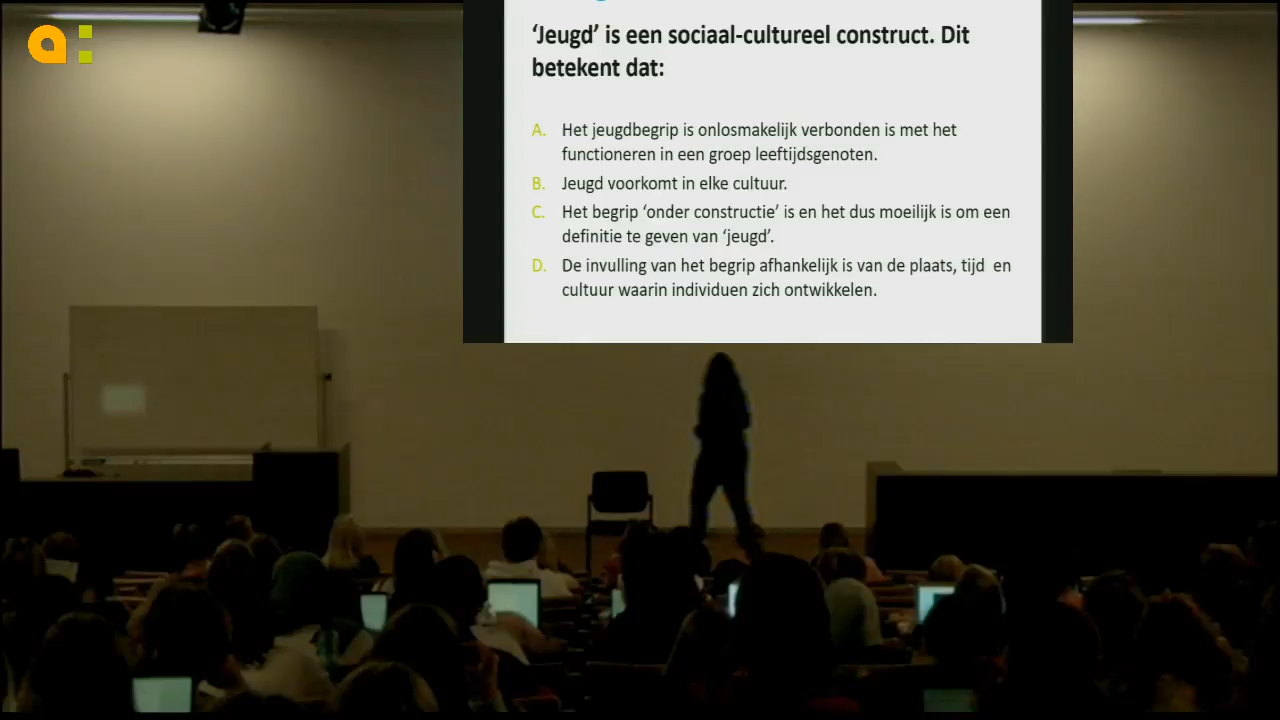 a:
‘Jeugd’ is een sociaal-cultureel construct. Dit
betekent dat:
A. Het jeugdbegrip is onlosmakelijk verbonden is met het
functioneren in een groep leeftijdsgenoten.
B. Jeugd voorkomt in elke cultuur.
C. Het begrip ‘onder constructie’ is en het dus moeilijk is om een
definitie te geven van ‘jeugd’.
D. De invulling van het begrip afhankelijk is van de plaats, tijd en
cultuur waarin individuen zich ontwikkelen.